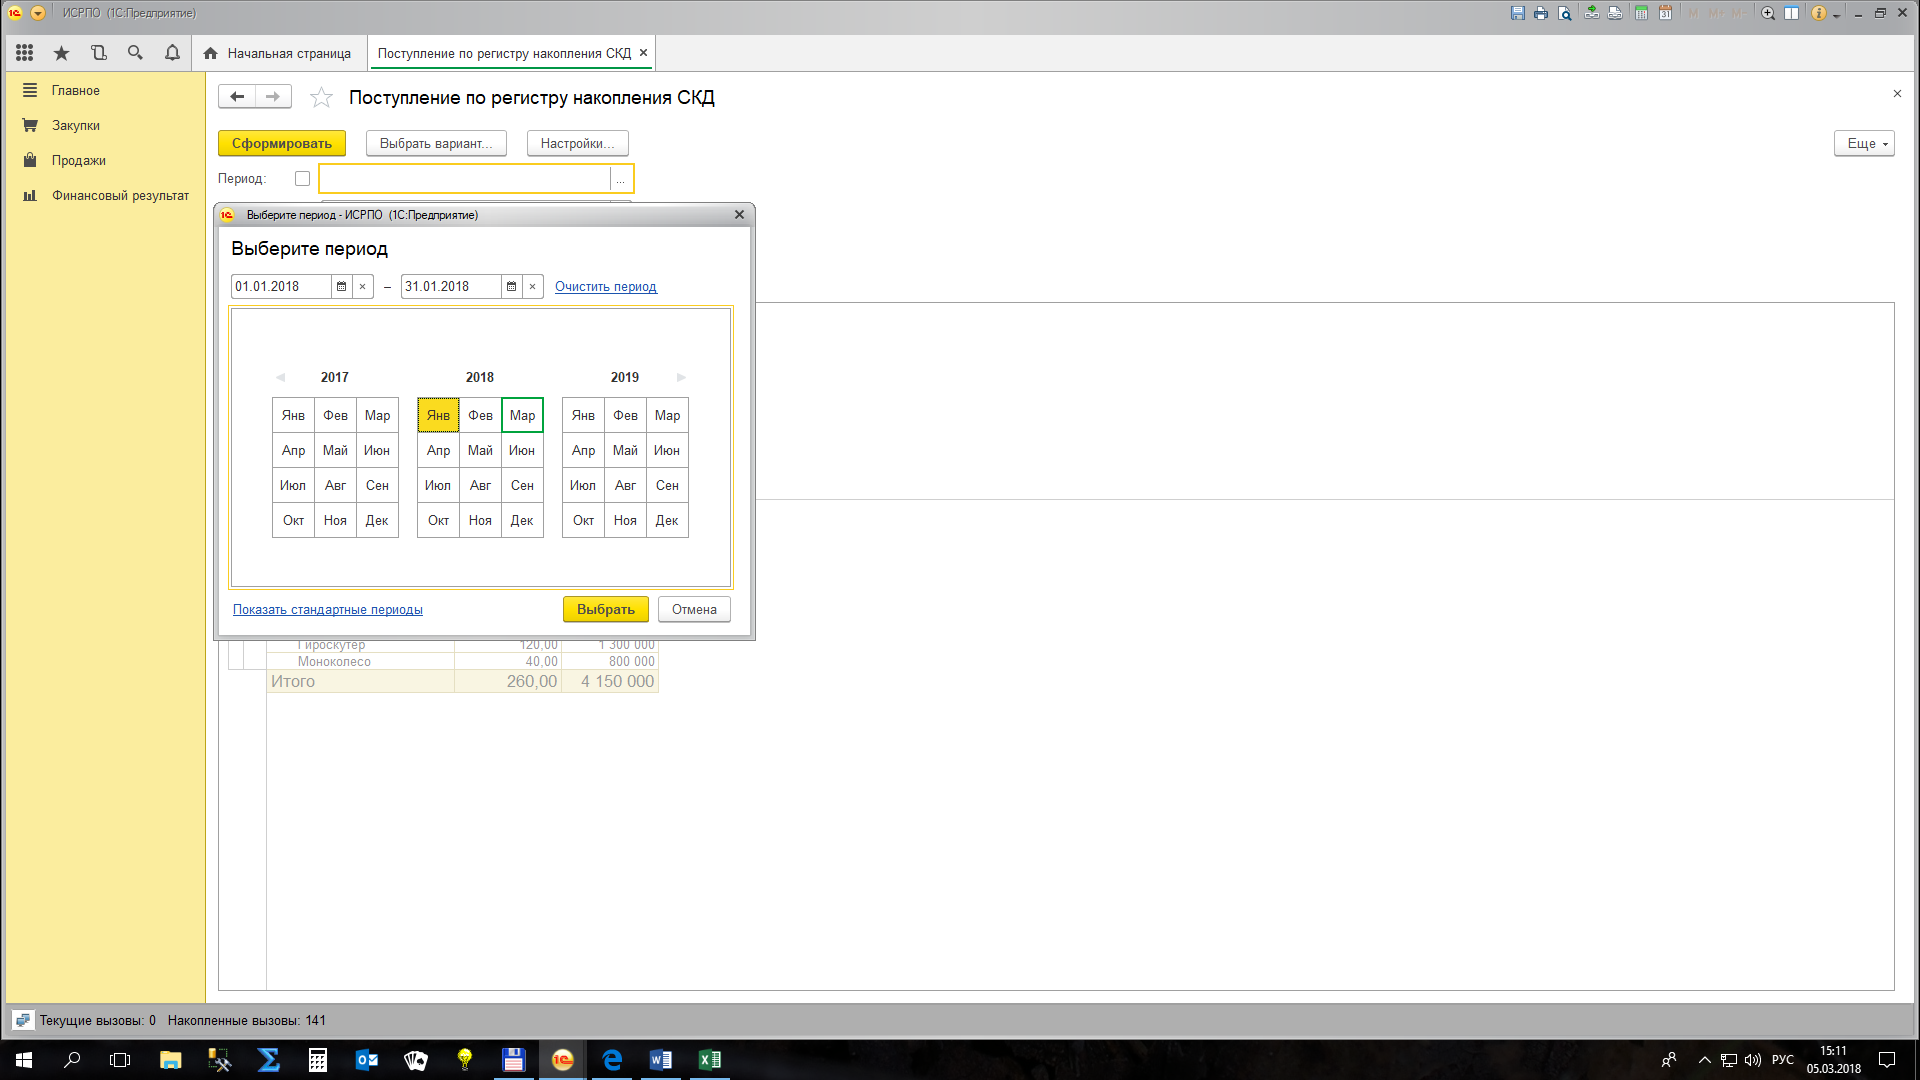 ИСРПО (1С:Предприятие)
Начальная страница
Поступление по регистру накопления СКД
Главное
Закупки
Продажи
Финансовый результат
Поступление по регистру накопления СКД
Сформировать
Выбрать вариант...
Настройки...
Еще
Период:
...
Выберите период - ИСРПО (1С:Предприятие)
Выберите период
01.01.2018 – 31.01.2018 Очистить период
2017 2018 2019
Янв Фев Мар Янв Фев Мар Янв Фев Мар
Апр Май Июн Апр Май Июн Апр Май Июн
Июл Авг Сен Июл Авг Сен Июл Авг Сен
Окт Ноя Дек Окт Ноя Дек Окт Ноя Дек
Показать стандартные периоды
Выбрать
Отмена
Гироскутер 120,00 1 300 000
Моноколесо 40,00 800 000
Итого 260,00 4 150 000
Текущие вызовы: 0 Накопленные вызовы: 141
РУС
15:11
05.03.2018